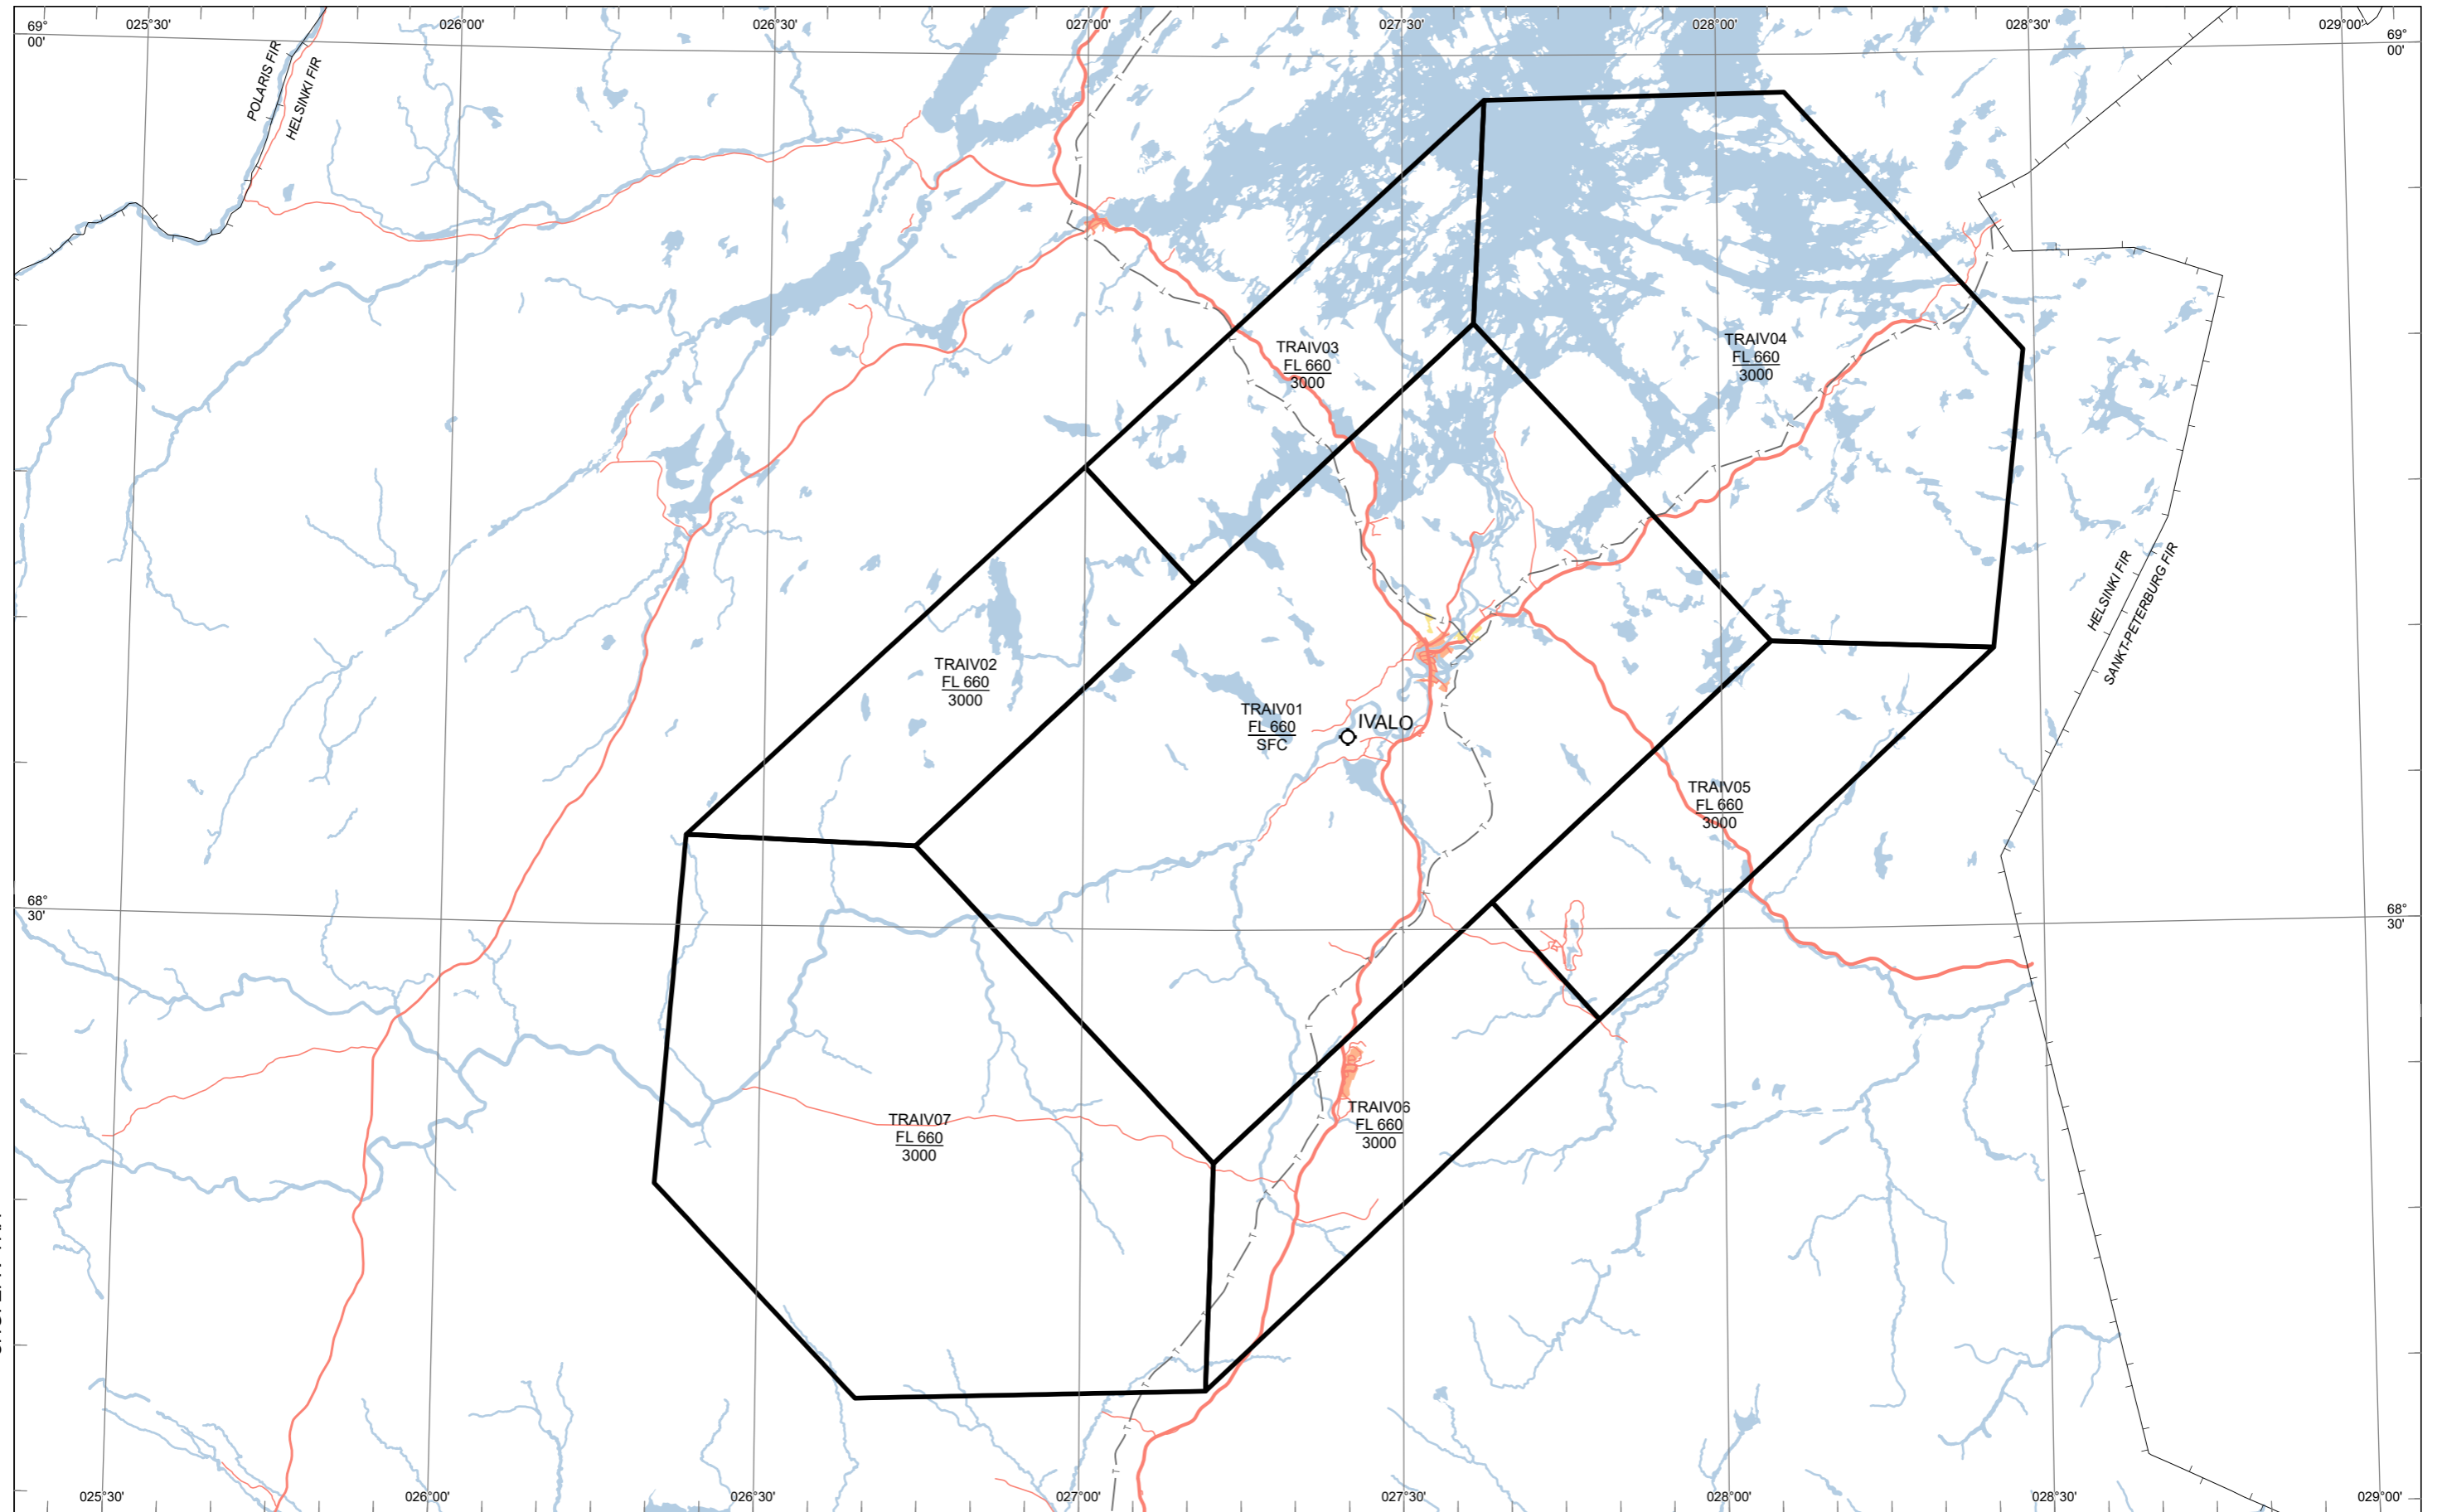 025°30'
026°00'
026°30'
027°00'
027°30'
028°00'
028°30'
029°00'
69°
00'
69°
00'
POLARIS FIR
HELSINKI FIR
TRAIV03
FL 660
3000
TRAIV04
FL 660
3000
HELSINKI FIR
SANKT-PETERBURG FIR
TRAIV02
FL 660
3000
TRAIV01
FL 660
SFC
IVALO
TRAIV05
FL 660
3000
68°
30'
68°
30'
TRAIV06
FL 660
3000
TRAIV07
FL 660
3000
025°30'
026°00'
026°30'
027°00'
027°30'
028°00'
028°30'
029°00'